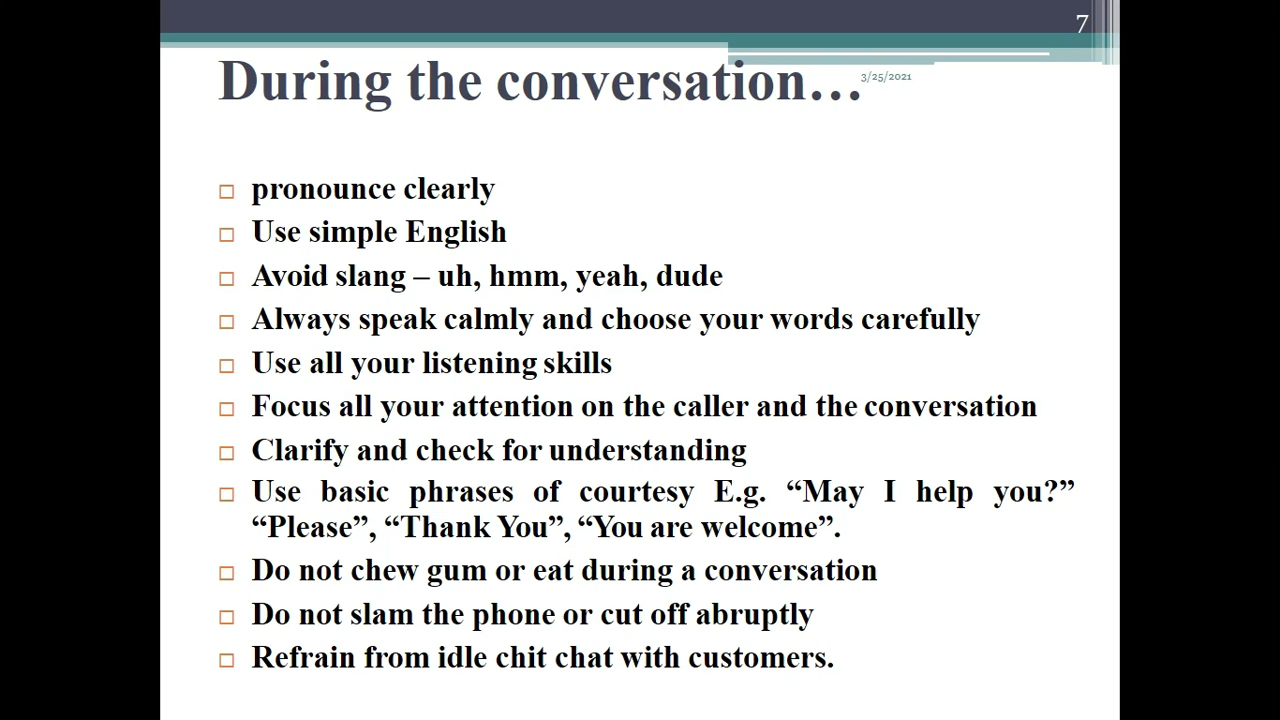 7
During the conversation…
3/25/2021
pronounce clearly
Use simple English
Avoid slang – uh, hmm, yeah, dude
Always speak calmly and choose your words carefully
Use all your listening skills
Focus all your attention on the caller and the conversation
Clarify and check for understanding
Use basic phrases of courtesy E.g. “May I help you?”
“Please”, “Thank You”, “You are welcome”.
Do not chew gum or eat during a conversation
Do not slam the phone or cut off abruptly
Refrain from idle chit chat with customers.